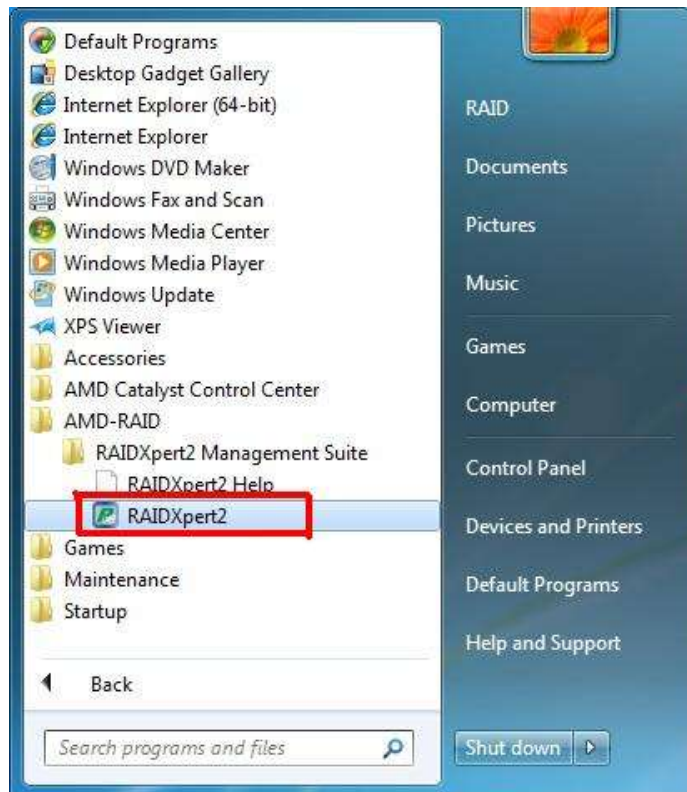 Default Programs
Desktop Gadget Gallery
Internet Explorer (64-bit)
Internet Explorer
Windows DVD Maker
Windows Fax and Scan
Windows Media Center
Windows Media Player
Windows Update
XPS Viewer
Accessories
AMD Catalyst Control Center
AMD-RAID
RAIDXpert2 Management Suite
RAIDXpert2 Help
RAIDXpert2
Games
Maintenance
Startup
Back
Search programs and files
RAID
Documents
Pictures
Music
Games
Computer
Control Panel
Devices and Printers
Default Programs
Help and Support
Shut down